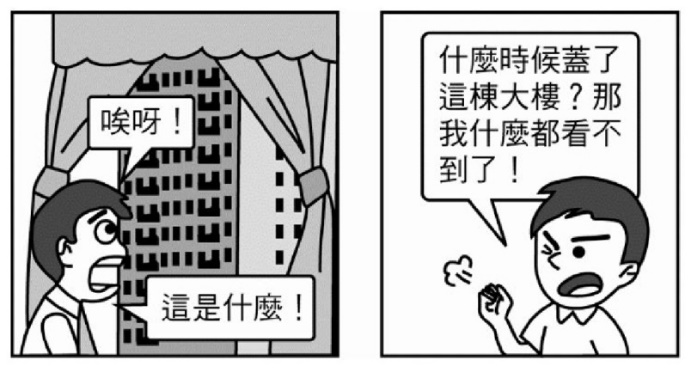 唉呀！
這是什麼！
什麼時候蓋了
這棟大樓？那
我什麼都看不
到了！